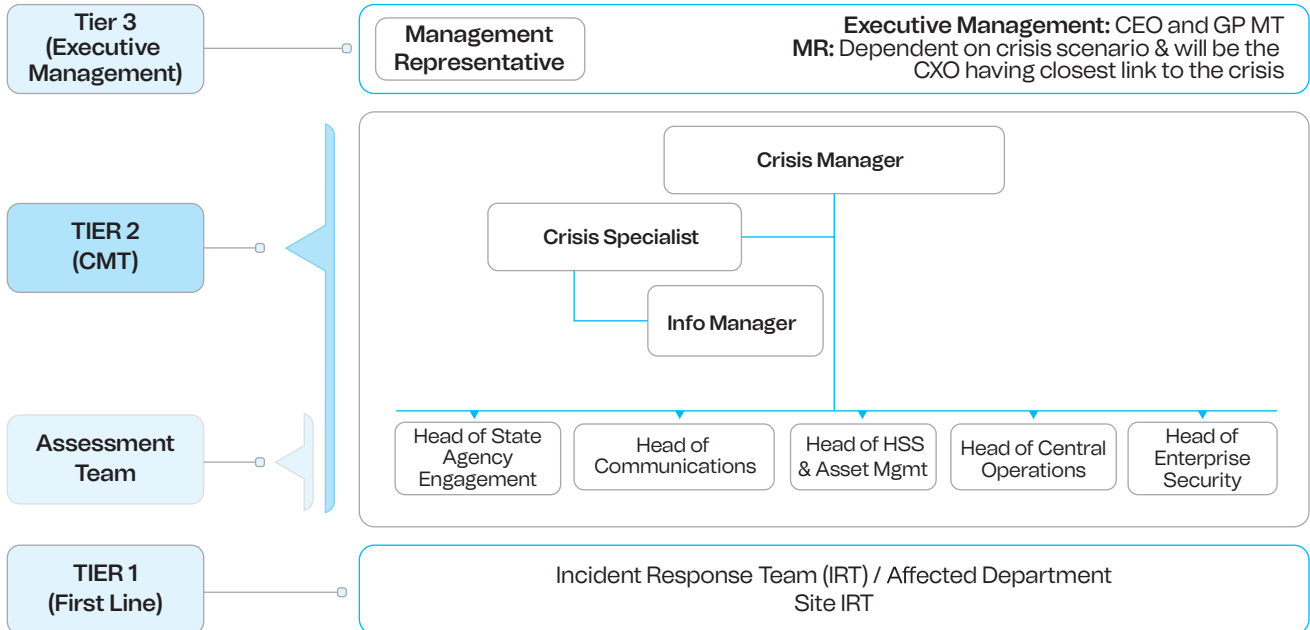 Tier 3
(Executive
Management)
Management
Representative
Executive Management: CEO and GP MT
MR: Dependent on crisis scenario & will be the
CXO having closest link to the crisis
Crisis Manager
TIER 2
(CMT)
Crisis Specialist
Info Manager
Assessment
Team
Head of State
Agency
Engagement
Head of
Communications
Head of HSS
& Asset Mgmt
Head of Central
Operations
Head of
Enterprise
Security
TIER 1
(First Line)
Incident Response Team (IRT) / Affected Department
Site IRT